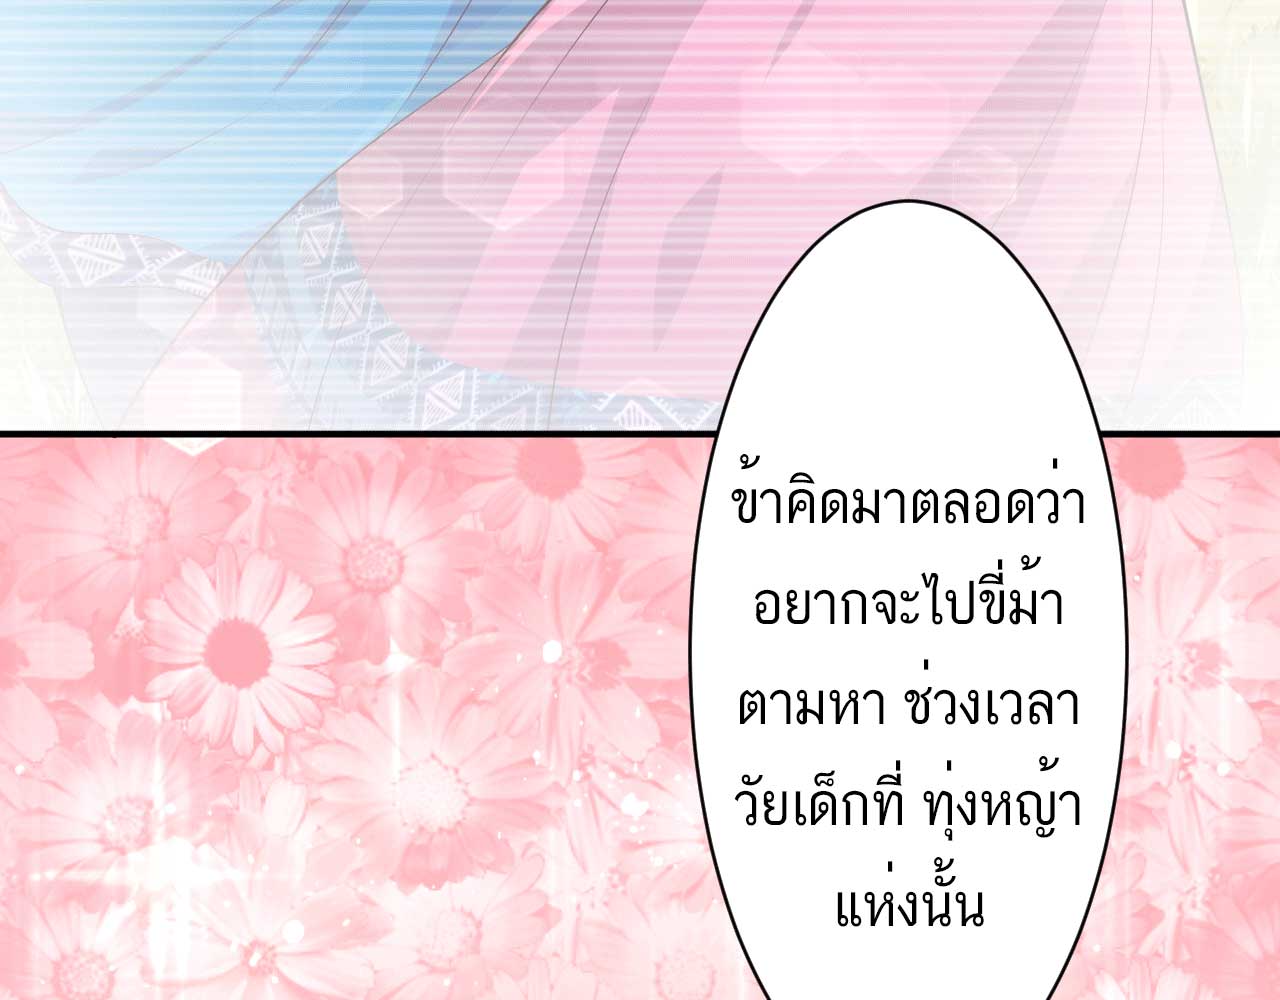 ข้าคิดมาตลอดว่า
อยากจะไปขี่ม้า
ตามหา ช่วงเวลา
วัยเด็กที่ ทุ่งหญ้า
แห่งนั้น